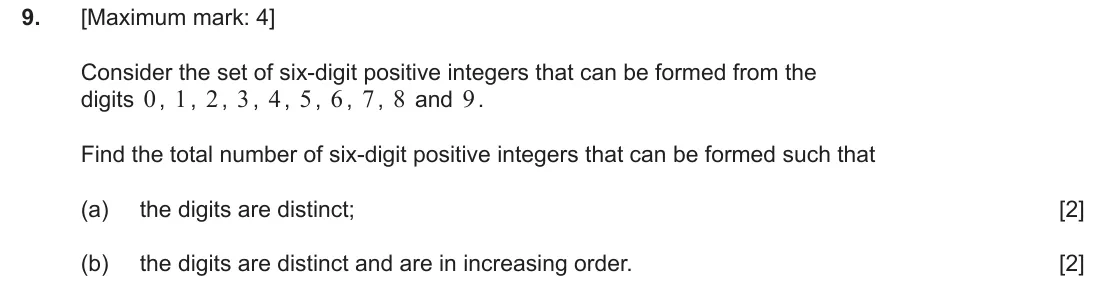 9. [Maximum mark: 4]
Consider the set of six-digit positive integers that can be formed from the
digits 0, 1, 2, 3, 4, 5, 6, 7, 8 and 9.
Find the total number of six-digit positive integers that can be formed such that
(a) the digits are distinct; [2]
(b) the digits are distinct and are in increasing order. [2]